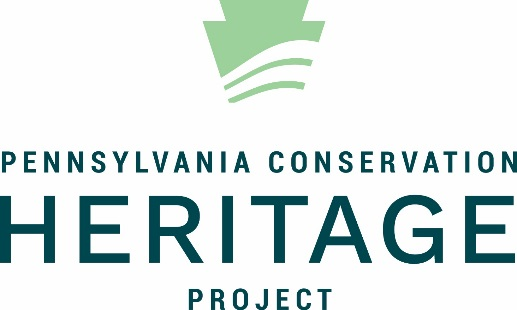 PENNSYLVANIA CONSERVATION
HERITAGE
PROJECT